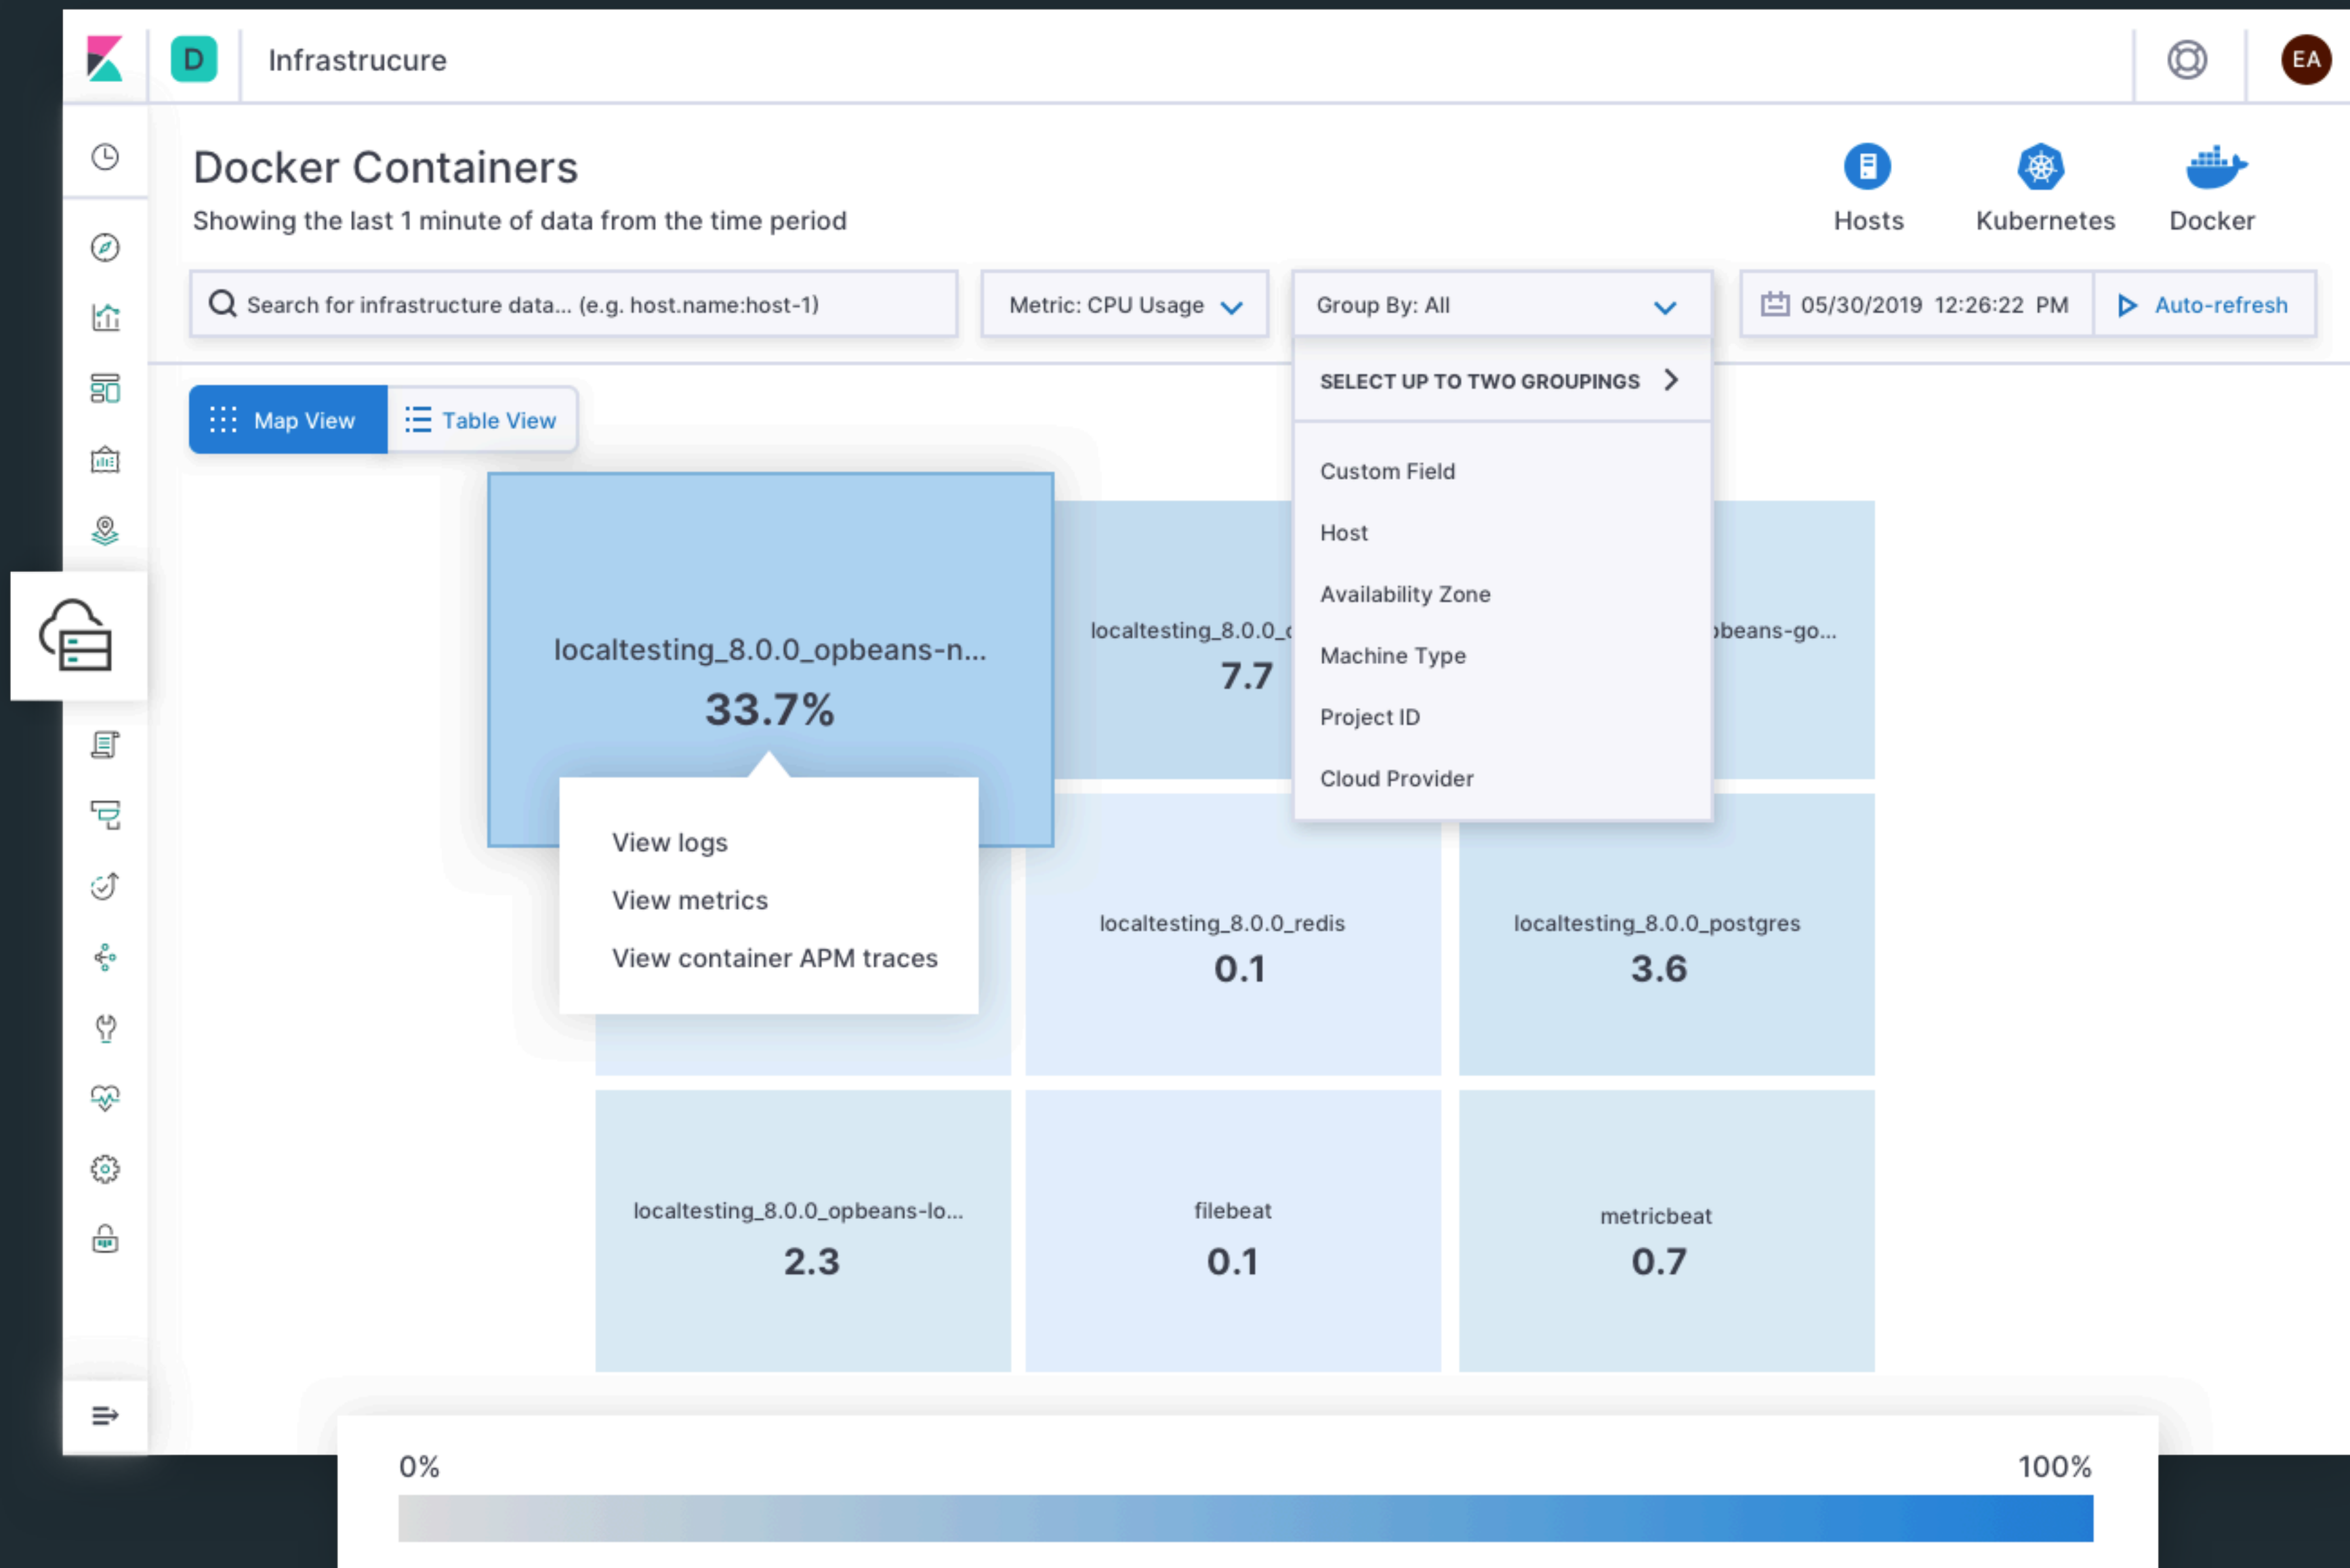 D
Infrastrucure
EA
Docker Containers
Showing the last 1 minute of data from the time period
Hosts
Kubernetes
Docker
Search for infrastructure data... (e.g. host.name:host-1)
Metric: CPU Usage
Group By: All
05/30/2019 12:26:22 PM
Auto-refresh
SELECT UP TO TWO GROUPINGS
Custom Field
Host
Availability Zone
Machine Type
Project ID
Cloud Provider
Map View
Table View
localtesting_8.0.0_opbeans-n...
33.7%
View logs
View metrics
View container APM traces
localtesting_8.0.0_
7.7
beans-go...
localtesting_8.0.0_redis
0.1
localtesting_8.0.0_postgres
3.6
localtesting_8.0.0_opbeans-lo...
2.3
filebeat
0.1
metricbeat
0.7
0%
100%